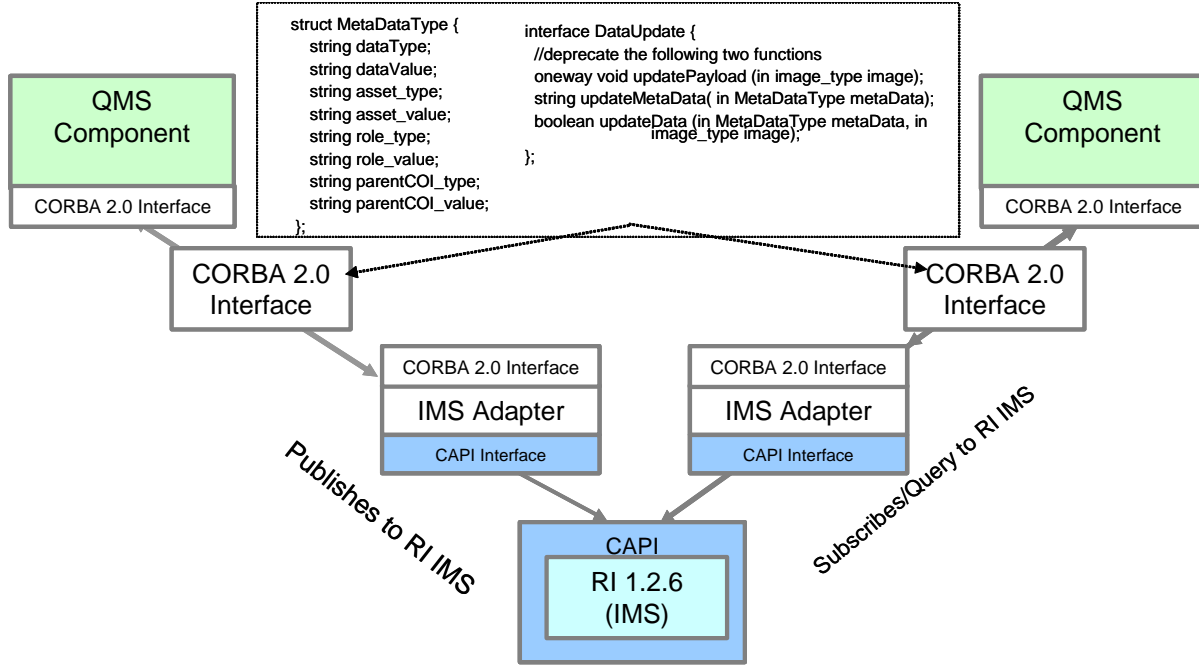 struct MetaDataType {
string dataType;
string dataValue;
string asset_type;
string asset_value;
string role_type;
string role_value;
string parentCOI_type;
string parentCOI_value;
};
interface DataUpdate {
//deprecate the following two functions
oneway void updatePayload (in image_type image);
string updateMetaData( in MetaDataType metaData);
boolean updateData (in MetaDataType metaData, in
image_type image);
};
QMS
Component
CORBA 2.0 Interface
QMS
Component
CORBA 2.0 Interface
CORBA 2.0
Interface
CORBA 2.0
Interface
CORBA 2.0 Interface
IMS Adapter
CAPI Interface
CORBA 2.0 Interface
IMS Adapter
CAPI Interface
Publishes to RI IMS
Subscribes/Query to RI IMS
CAPI
RI 1.2.6
(IMS)